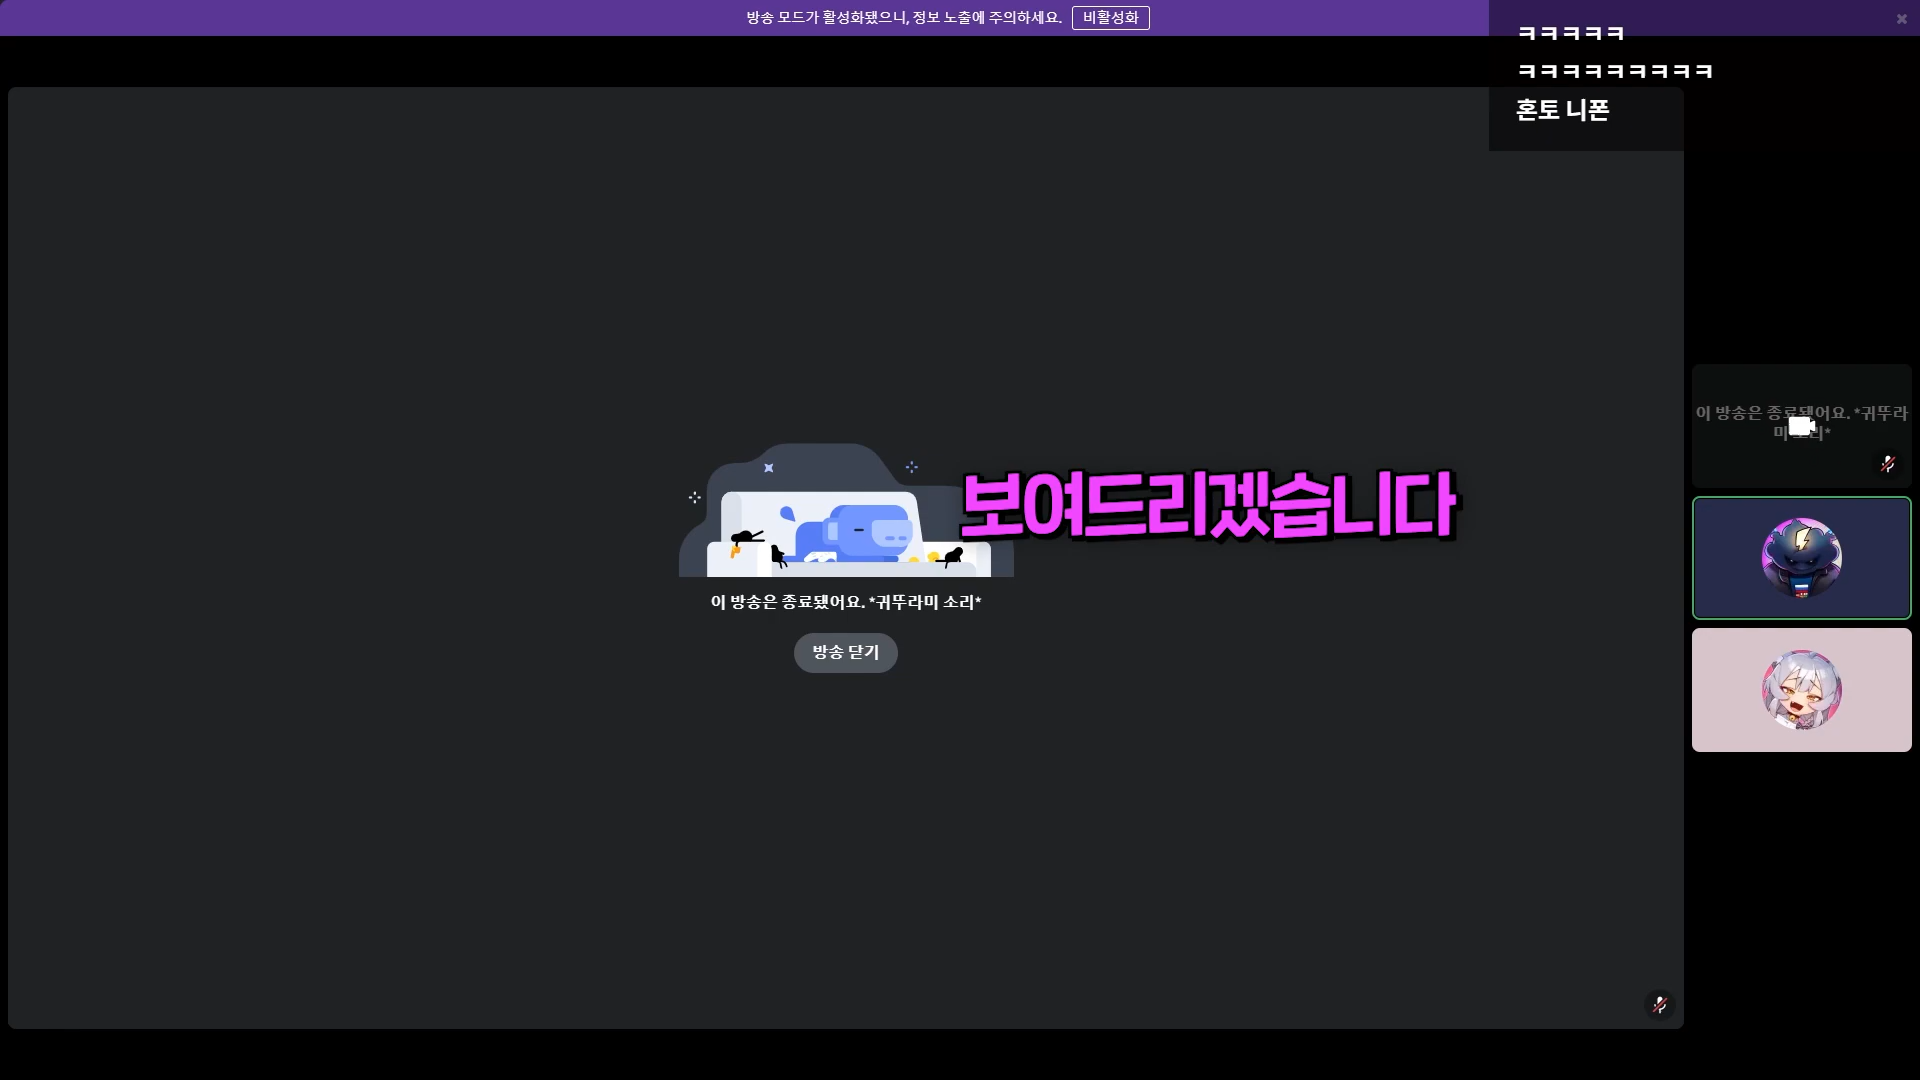 방송 모드가 활성화됐으니, 정보 노출에 주의하세요. 비활성화
ㅋㅋㅋㅋㅋ
ㅋㅋㅋㅋㅋㅋㅋㅋㅋ
혼토 니폰
보여드리겠습니다
이 방송은 종료됐어요. *귀뚜라미 소리*
방송 닫기
이 방송은 종료됐어요. *귀뚜라
미 소리*